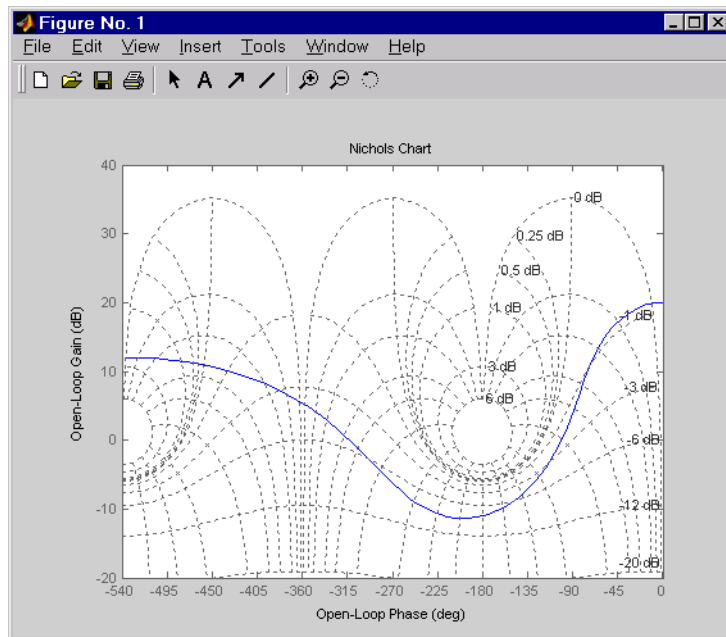 Figure No. 1
File Edit View Insert Tools Window Help
A
Nichols Chart
40
30
20
10
0
-10
-20
Open-Loop Gain (dB)
0 dB
0.25 dB
0.5 dB
1 dB
3 dB
6 dB
-1 dB
-3 dB
-6 dB
-12 dB
-20 dB
-540 -495 -450 -405 -360 -315 -270 -225 -180 -135 -90 -45 0
Open-Loop Phase (deg)